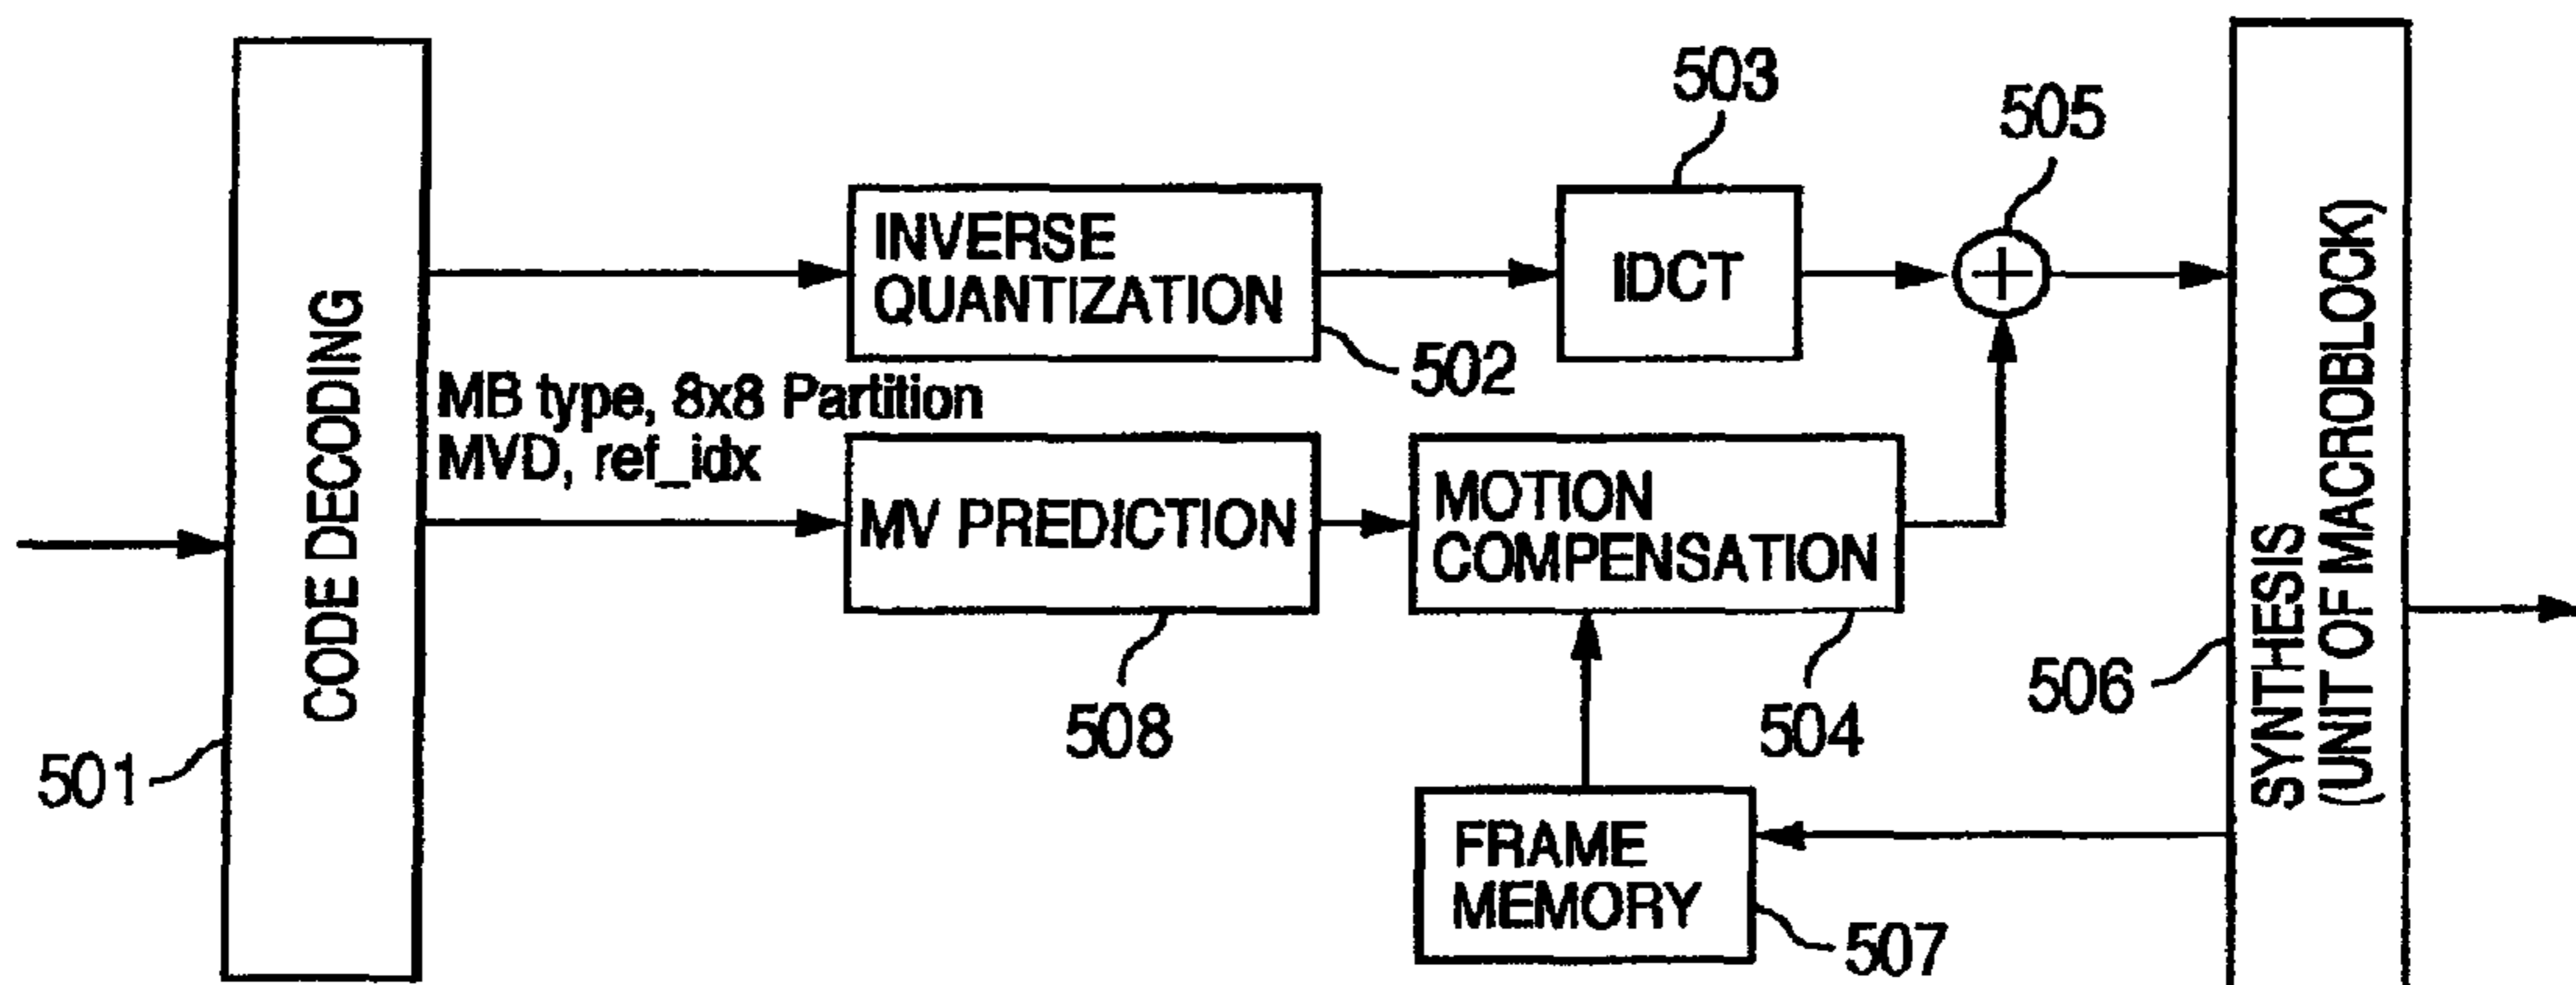 503
505
INVERSE
QUANTIZATION
IDCT
502
CODE DECODING
MB type, 8x8 Partition
MVD, ref_idx
MV PREDICTION
MOTION
COMPENSATION
SYNTHESIS
(UNIT OF MACROBLOCK)
501
508
504
506
FRAME
MEMORY
507